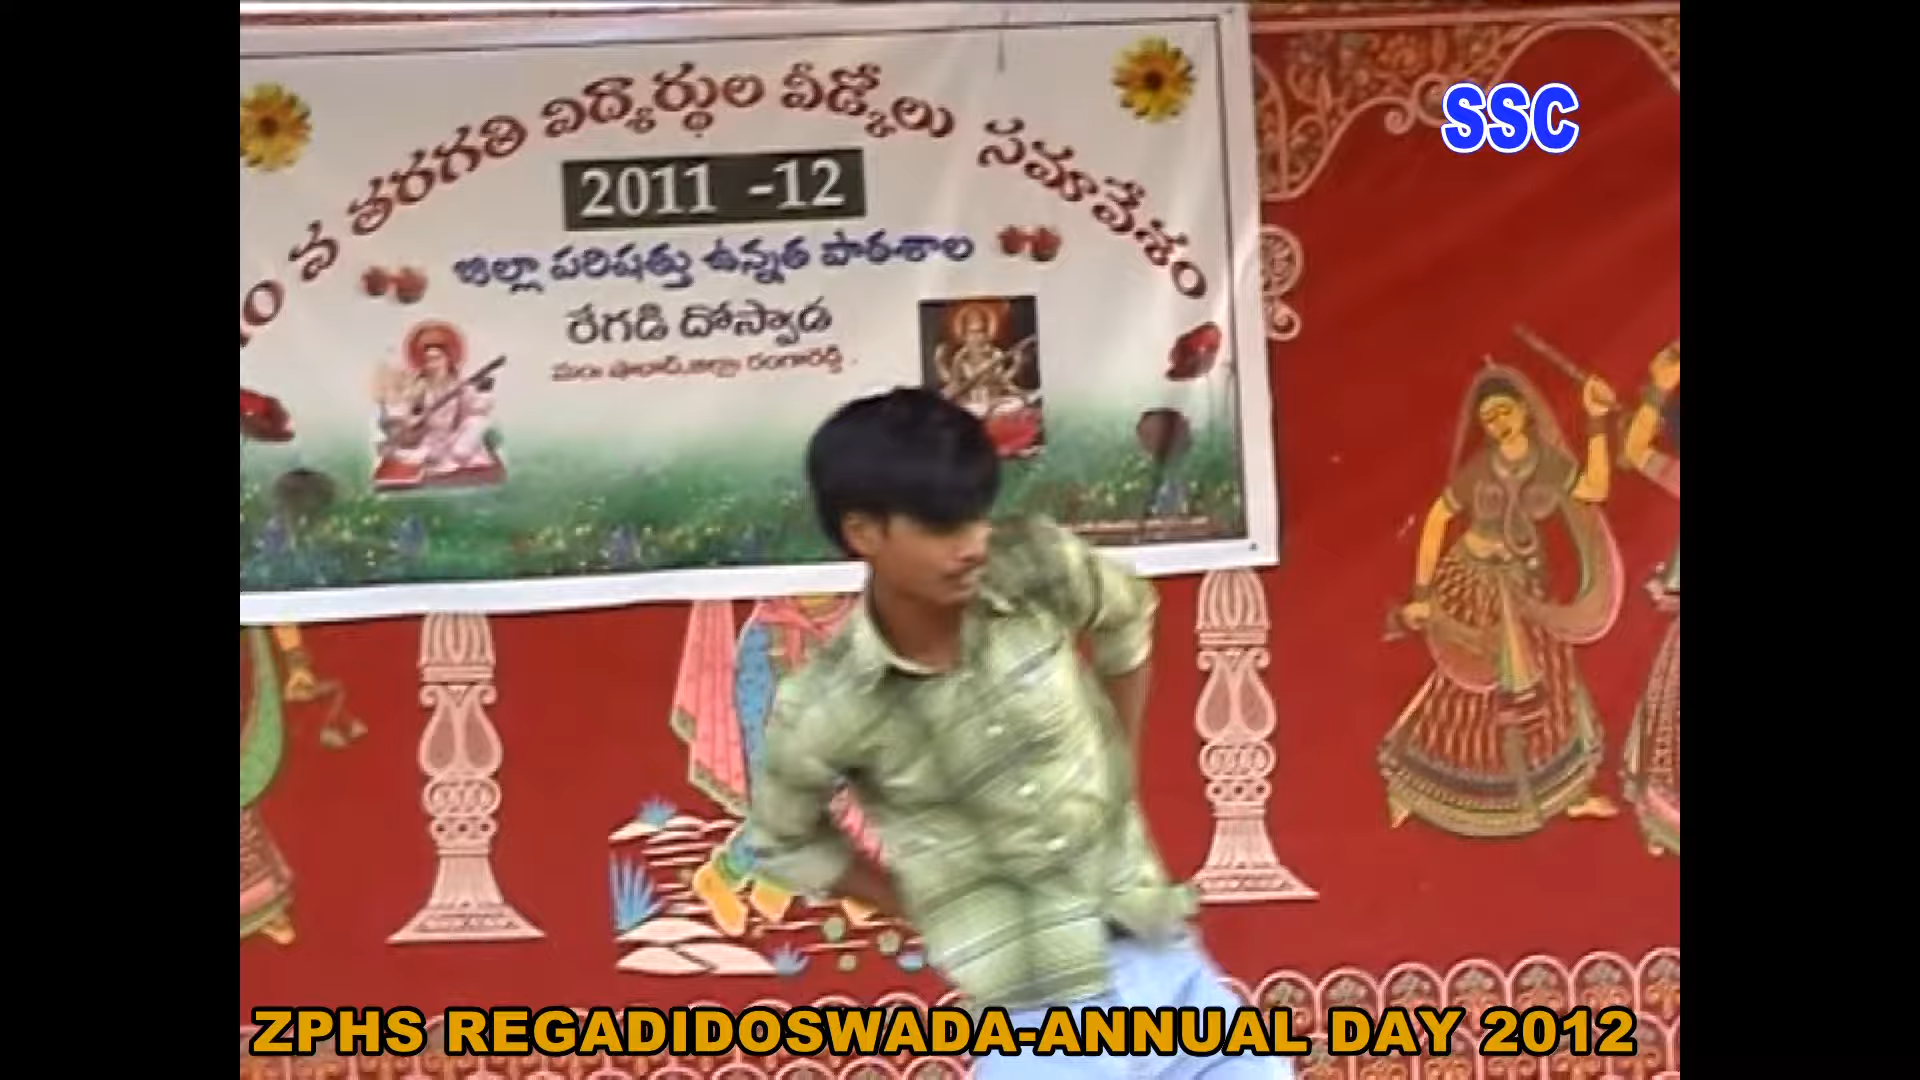 SSC
వ తరగతి విద్యార్థుల వీడ్కోలు సమావేశం
2011 -12
జిల్లా పరిషత్తు ఉన్నత పాఠశాల
రేగడి దోస్వాడ
మం॥ షాబాద్, జిల్లా॥ రంగారెడ్డి.
ZPHS REGADIDOSWADA-ANNUAL DAY 2012